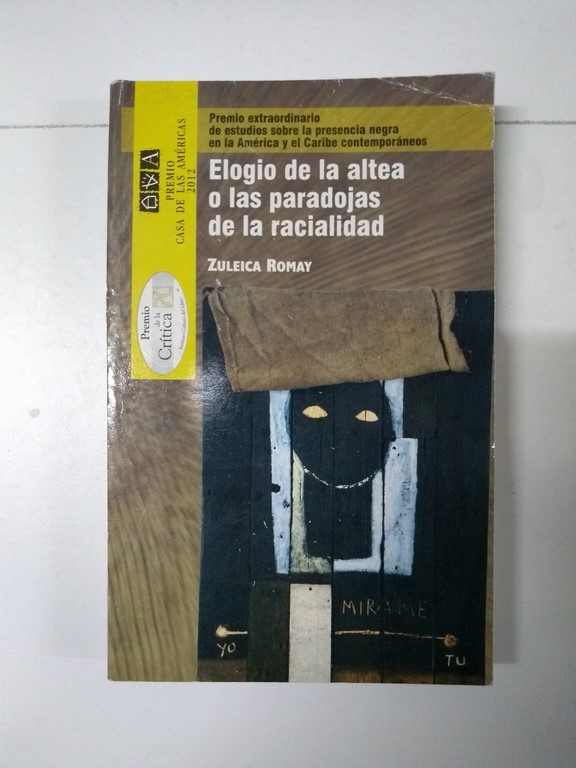 Premio extraordinario
de estudios sobre la presencia negra
en la América y el Caribe contemporáneos
Elogio de la altea
o las paradojas
de la racialidad
ZULEICA ROMAY
PREMIO
CASA DE LAS AMÉRICAS
2012
Premio
de la
Crítica
MIRAME
YO
TU